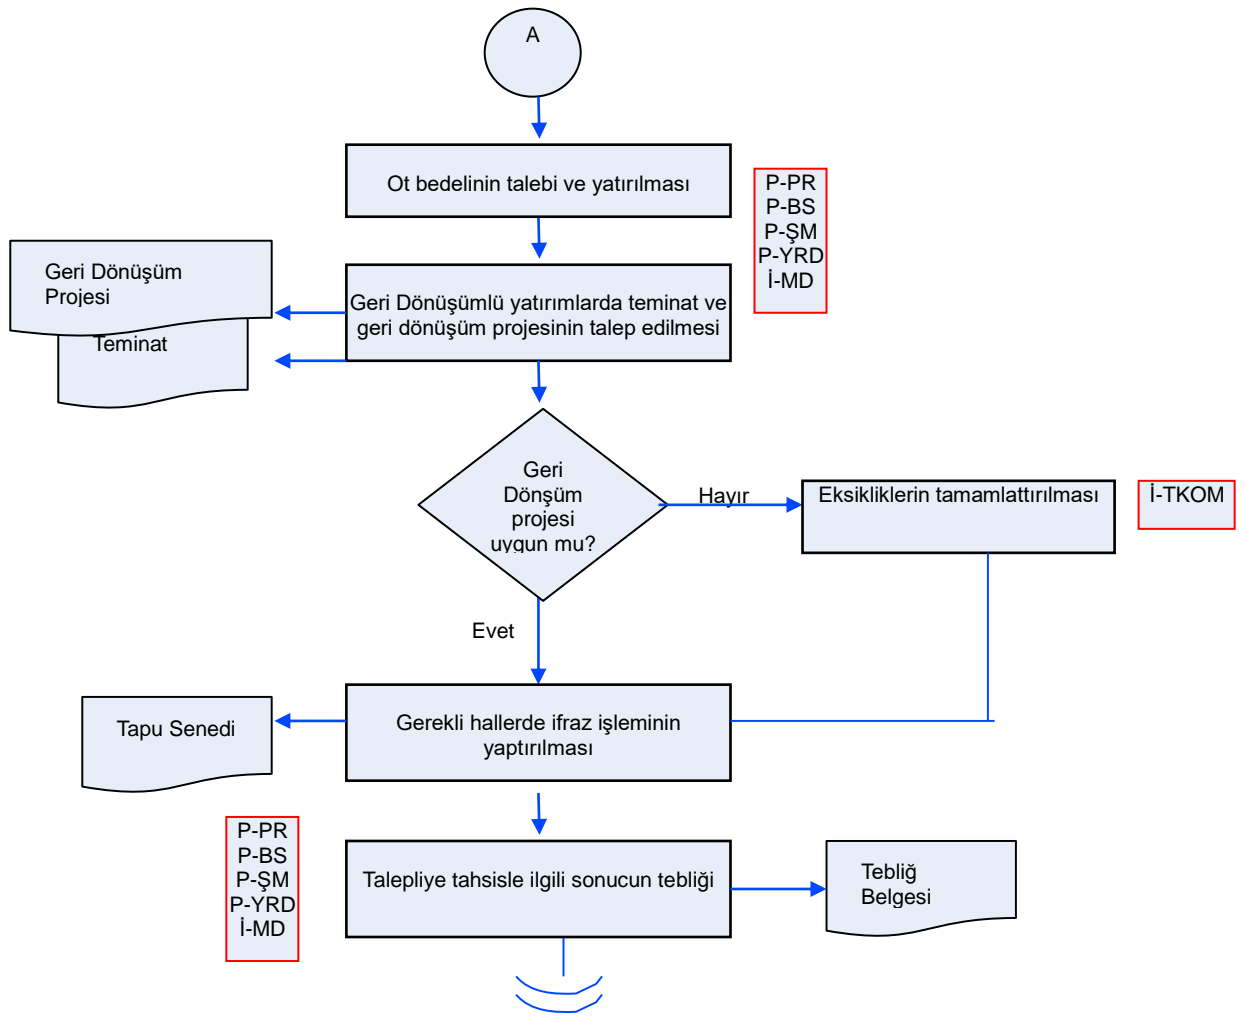 A
Ot bedelinin talebi ve yatırılması
P-PR
P-BS
P-ŞM
P-YRD
İ-MD
Geri Dönüşüm
Projesi
Teminat
Geri Dönüşümlü yatırımlarda teminat ve
geri dönüşüm projesinin talep edilmesi
Geri
Dönşüm
projesi
uygun mu?
Hayır
Eksikliklerin tamamlattırılması
İ-TKOM
Evet
Tapu Senedi
Gerekli hallerde ifraz işleminin
yaptırılması
P-PR
P-BS
P-ŞM
P-YRD
İ-MD
Talepliye tahsisle ilgili sonucun tebliği
Tebliğ
Belgesi